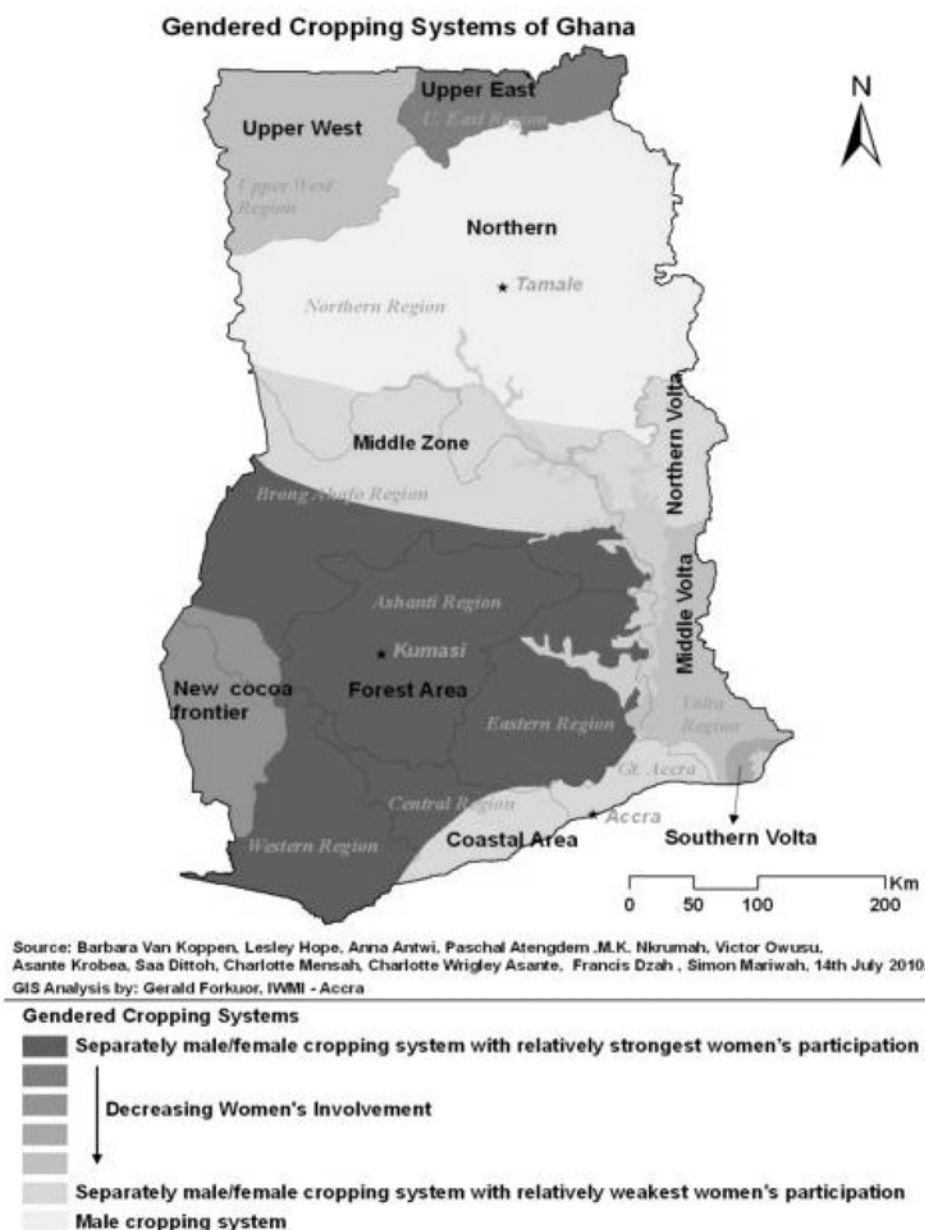 Gendered Cropping Systems of Ghana
N
Upper East
U. East Region
Upper West
Upper West
Region
Northern
Tamale
Northern Region
Northern Volta
Middle Zone
Brong Ahafo Region
Middle Volta
Ashanti Region
Kumasi
New cocoa
frontier
Forest Area
Eastern Region
Volta
Region
Gt. Accra
Central Region
Accra
Coastal Area
Southern Volta
Western Region
Km
0 50 100 200
Source: Barbara Van Koppen, Lesley Hope, Anna Antwi, Paschal Atengdem .M.K. Nkrumah, Victor Owusu,
Asante Krobea, Saa Dittoh, Charlotte Mensah, Charlotte Wrigley Asante, Francis Dzah . Simon Mariwah, 14th July 2010.
GIS Analysis by: Gerald Forkuor, IWMI - Accra
Gendered Cropping Systems
Separately male/female cropping system with relatively strongest women's participation
Decreasing Women's Involvement
Separately male/female cropping system with relatively weakest women's participation
Male cropping system